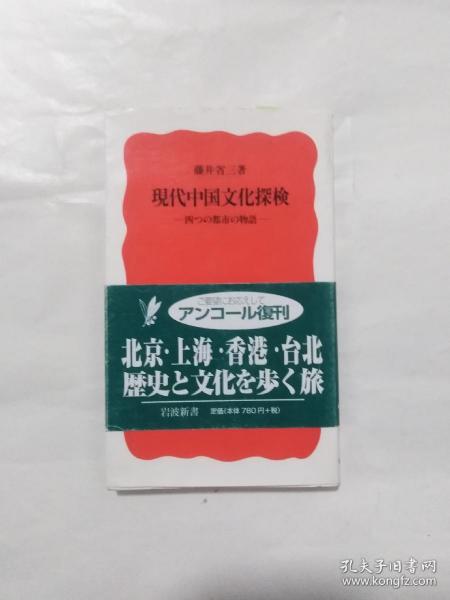 藤井省三著
現代中国文化探検
―四つの都市の物語―
ご要望にお応えして
アンコール復刊
北京・上海・香港・台北
歴史と文化を歩く旅
岩波新書 定価(本体780円+税)
孔夫子旧书网
www.kongfz.com